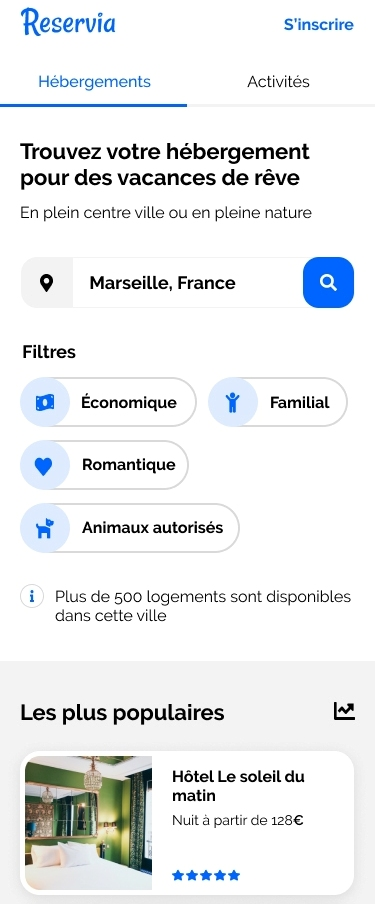 Reservia
S'inscrire
Hébergements
Activités
Trouvez votre hébergement
pour des vacances de rêve
En plein centre ville ou en pleine nature
Marseille, France
Filtres
Économique
Familial
Romantique
Animaux autorisés
Plus de 500 logements sont disponibles
dans cette ville
Les plus populaires
Hôtel Le soleil du
matin
Nuit à partir de 128€